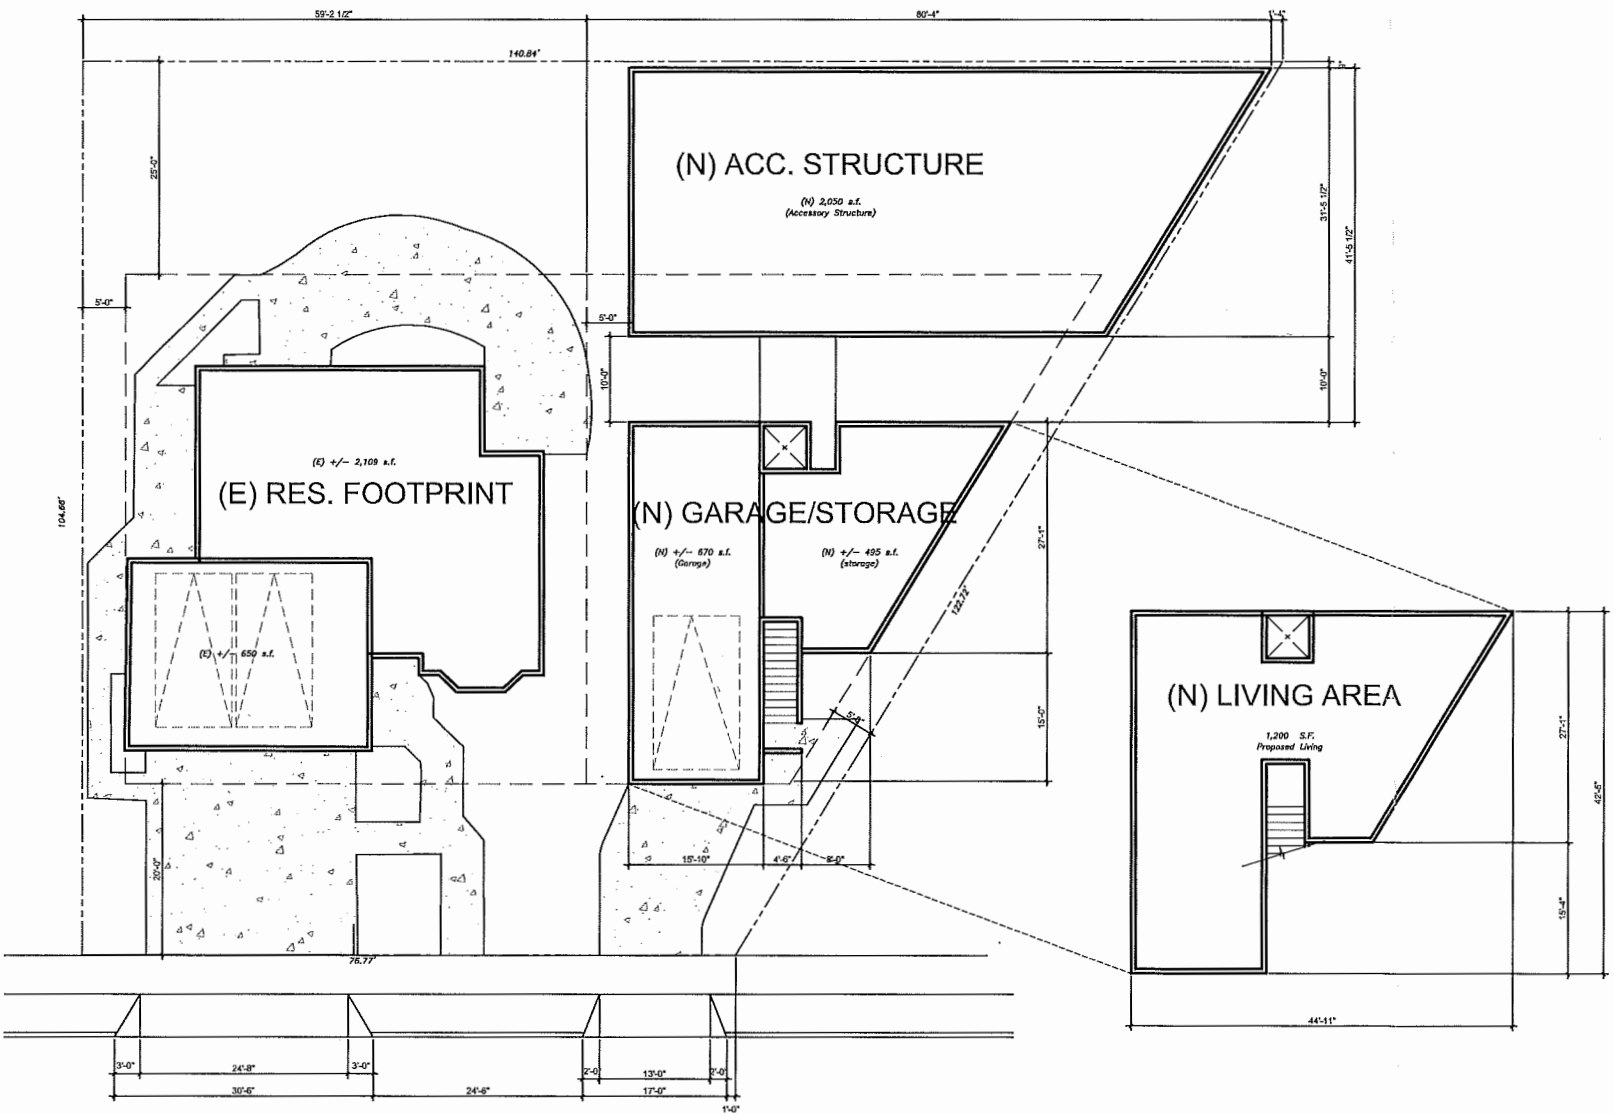 59'-2 1/2"
80'-4"
1'-4"
140.84'
25'-0"
(N) ACC. STRUCTURE
(N) 2,050 s.f.
(Accessory Structure)
31'-5 1/2"
41'-5 1/2"
5'-0"
5'-0"
10'-0"
10'-0"
(E) +/- 2,109 s.f.
(E) RES. FOOTPRINT
104.66'
(N) GARAGE/STORAGE
(N) +/- 670 s.f.
(Garage)
(N) +/- 495 s.f.
(storage)
27'-1"
122.72'
(E) +/- 650 s.f.
15'-0"
5'-8"
(N) LIVING AREA
1,200 S.F.
Proposed Living
27'-1"
42'-5"
15'-4"
20'-0"
15'-10"
4'-6"
8'-0"
76.77'
44'-11"
3'-0"
24'-8"
3'-0"
2'-0"
13'-0"
2'-0"
30'-6"
24'-6"
17'-0"
1'-0"